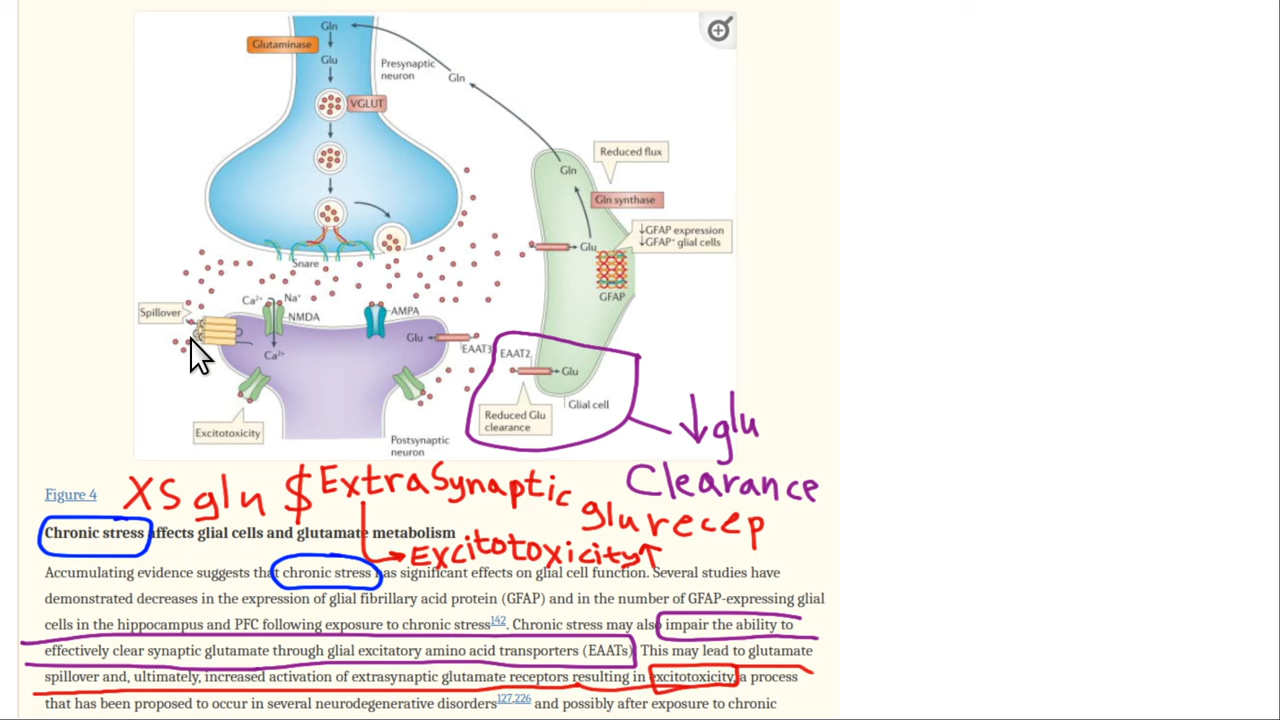 Gln
Glutaminase
Glu
Presynaptic
neuron
Gln
VGLUT
Reduced flux
Gln
Gln synthase
↓GFAP expression
↓GFAP⁺ glial cells
Glu
Snare
GFAP
Ca²⁺
Na⁺
Spillover
NMDA
AMPA
Glu
EAAT3
EAAT2
Ca²⁺
Glu
Glial cell
Reduced Glu
clearance
Excitotoxicity
Postsynaptic
neuron
↓glu
Clearance
XS gln $ ExtraSynaptic
glu recep
Excitotoxicity↑
Figure 4
Chronic stress affects glial cells and glutamate metabolism
Accumulating evidence suggests that chronic stress has significant effects on glial cell function. Several studies have
demonstrated decreases in the expression of glial fibrillary acid protein (GFAP) and in the number of GFAP-expressing glial
cells in the hippocampus and PFC following exposure to chronic stress142. Chronic stress may also impair the ability to
effectively clear synaptic glutamate through glial excitatory amino acid transporters (EAATs). This may lead to glutamate
spillover and, ultimately, increased activation of extrasynaptic glutamate receptors resulting in excitotoxicity, a process
that has been proposed to occur in several neurodegenerative disorders127,226 and possibly after exposure to chronic